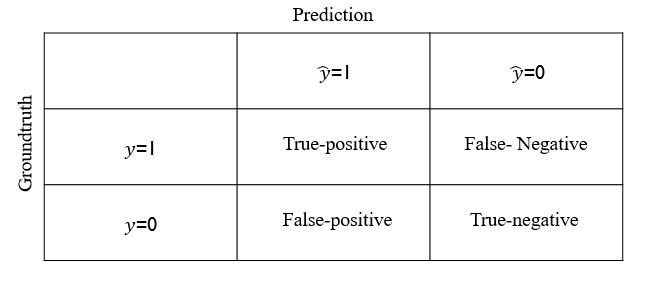 Prediction
ŷ=1 ŷ=0
Groundtruth
y=1 True-positive False- Negative
y=0 False-positive True-negative